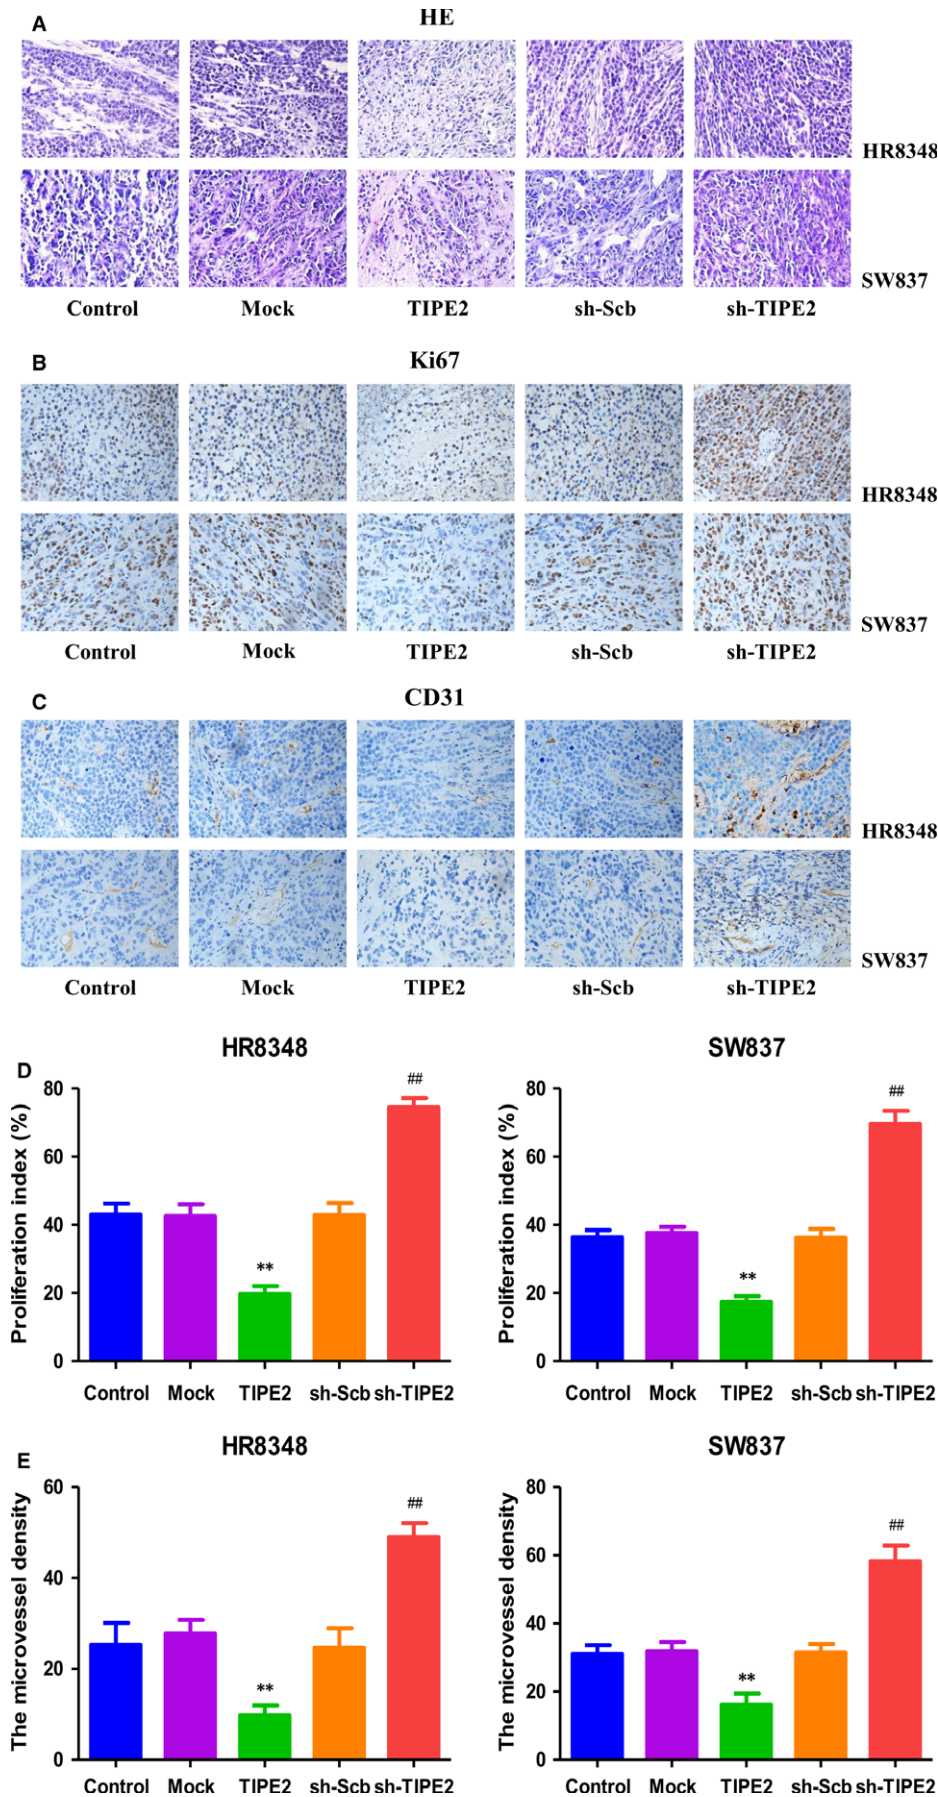 A
HE
HR8348
SW837
Control Mock TIPE2 sh-Scb sh-TIPE2
B
Ki67
HR8348
SW837
Control Mock TIPE2 sh-Scb sh-TIPE2
C
CD31
HR8348
SW837
Control Mock TIPE2 sh-Scb sh-TIPE2
D
HR8348
Proliferation index (%)
80
60
40
20
0
**
##
Control Mock TIPE2 sh-Scb sh-TIPE2
SW837
Proliferation index (%)
80
60
40
20
0
**
##
Control Mock TIPE2 sh-Scb sh-TIPE2
E
HR8348
The microvessel density
60
40
20
0
**
##
Control Mock TIPE2 sh-Scb sh-TIPE2
SW837
The microvessel density
80
60
40
20
0
**
##
Control Mock TIPE2 sh-Scb sh-TIPE2